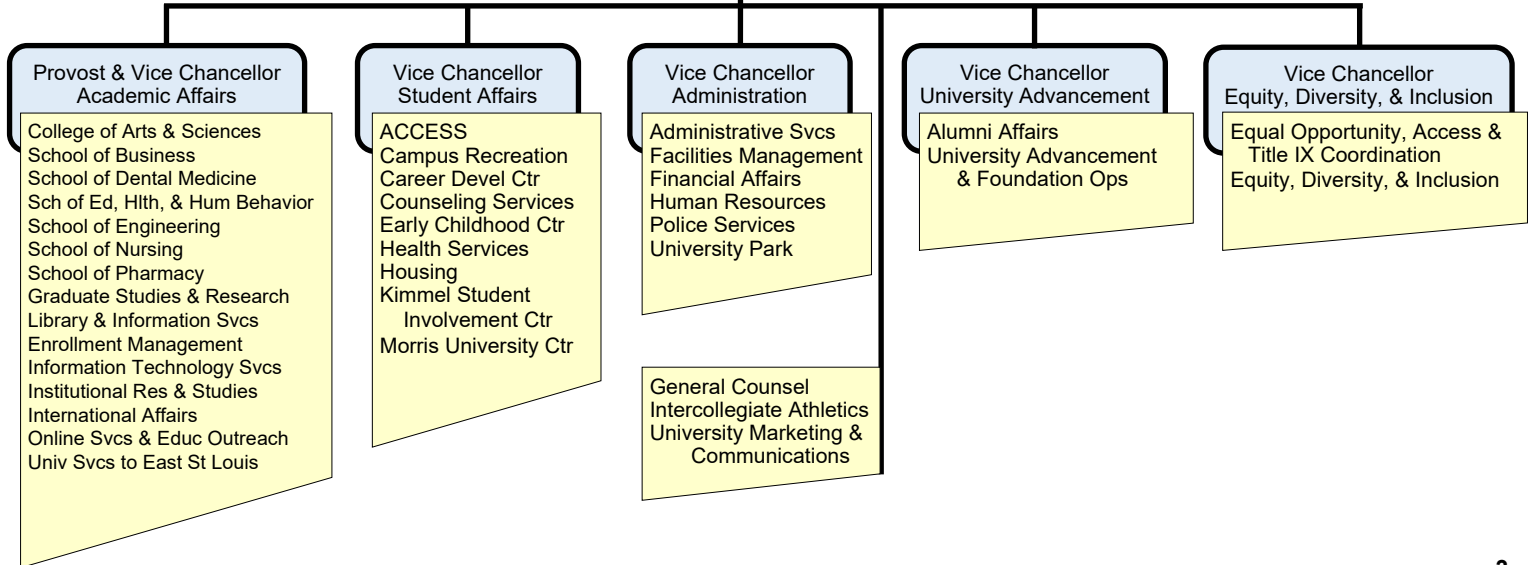 Provost & Vice Chancellor
Academic Affairs
College of Arts & Sciences
School of Business
School of Dental Medicine
Sch of Ed, Hlth, & Hum Behavior
School of Engineering
School of Nursing
School of Pharmacy
Graduate Studies & Research
Library & Information Svcs
Enrollment Management
Information Technology Svcs
Institutional Res & Studies
International Affairs
Online Svcs & Educ Outreach
Univ Svcs to East St Louis
Vice Chancellor
Student Affairs
ACCESS
Campus Recreation
Career Devel Ctr
Counseling Services
Early Childhood Ctr
Health Services
Housing
Kimmel Student
Involvement Ctr
Morris University Ctr
Vice Chancellor
Administration
Administrative Svcs
Facilities Management
Financial Affairs
Human Resources
Police Services
University Park
General Counsel
Intercollegiate Athletics
University Marketing &
Communications
Vice Chancellor
University Advancement
Alumni Affairs
University Advancement
& Foundation Ops
Vice Chancellor
Equity, Diversity, & Inclusion
Equal Opportunity, Access &
Title IX Coordination
Equity, Diversity, & Inclusion